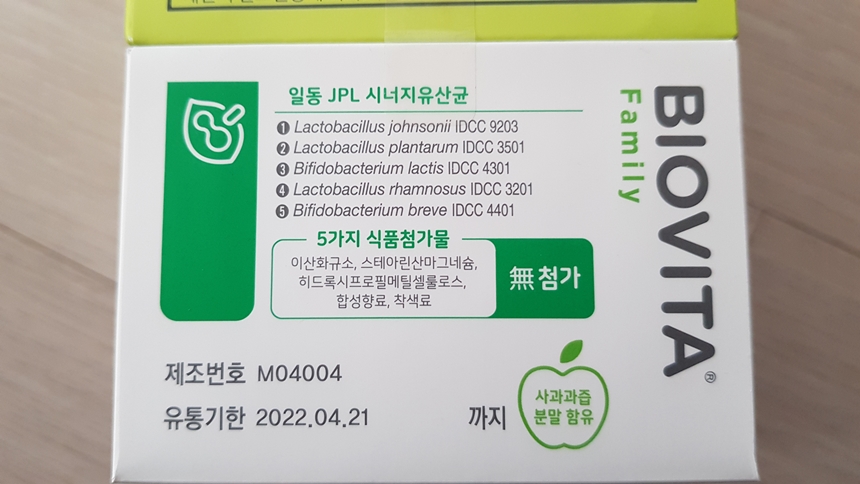 일동 JPL 시너지유산균
❶ Lactobacillus johnsonii IDCC 9203
❷ Lactobacillus plantarum IDCC 3501
❸ Bifidobacterium lactis IDCC 4301
❹ Lactobacillus rhamnosus IDCC 3201
❺ Bifidobacterium breve IDCC 4401
5가지 식품첨가물
이산화규소, 스테아린산마그네슘,
히드록시프로필메틸셀룰로스,
합성향료, 착색료
無 첨가
BIOVITA®
Family
제조번호 M04004
유통기한 2022.04.21 까지
사과과즙
분말 함유